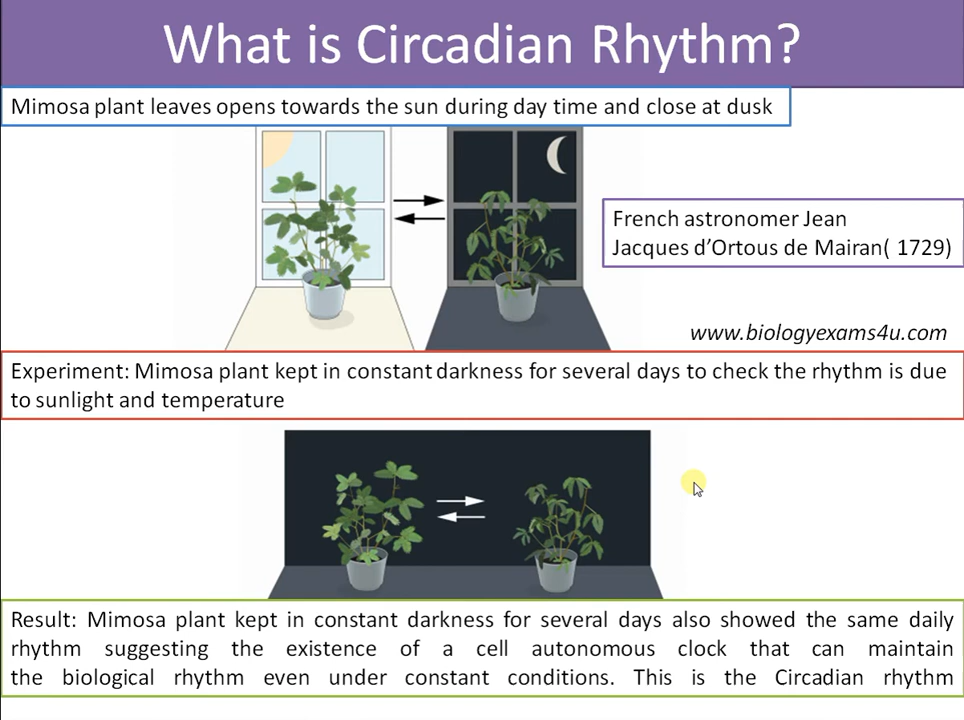 What is Circadian Rhythm?
Mimosa plant leaves opens towards the sun during day time and close at dusk
French astronomer Jean
Jacques d’Ortous de Mairan( 1729)
www.biologyexams4u.com
Experiment: Mimosa plant kept in constant darkness for several days to check the rhythm is due
to sunlight and temperature
Result: Mimosa plant kept in constant darkness for several days also showed the same daily
rhythm suggesting the existence of a cell autonomous clock that can maintain
the biological rhythm even under constant conditions. This is the Circadian rhythm